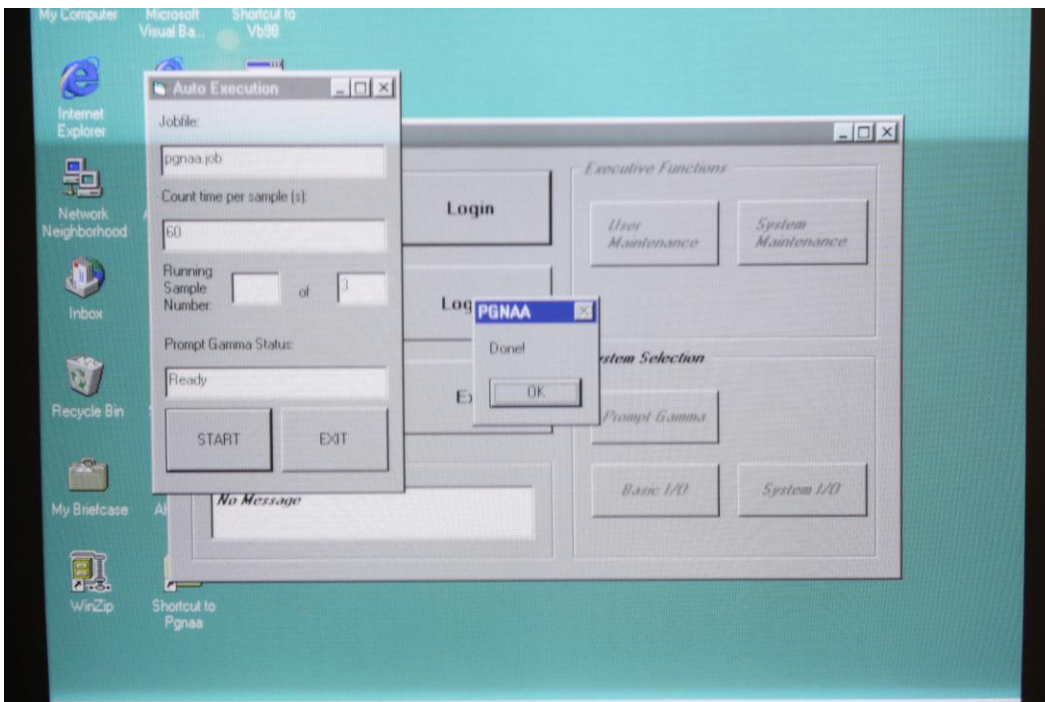 My Computer
Microsoft
Visual Ba...
Shortcut to
Vb98
Internet
Explorer
Network
Neighborhood
Inbox
Recycle Bin
My Briefcase
WinZip
Shortcut to
Pgnaa
Auto Execution
Jobfile:
pgnaa.job
Count time per sample (s):
60
Running
Sample
Number:
of
3
Prompt Gamma Status:
Ready
START
EXIT
Login
Log
Ex
No Message
PGNAA
Done!
OK
Executive Functions
User
Maintenance
System
Maintenance
stem Selection
Prompt Gamma
Basic I/O
System I/O